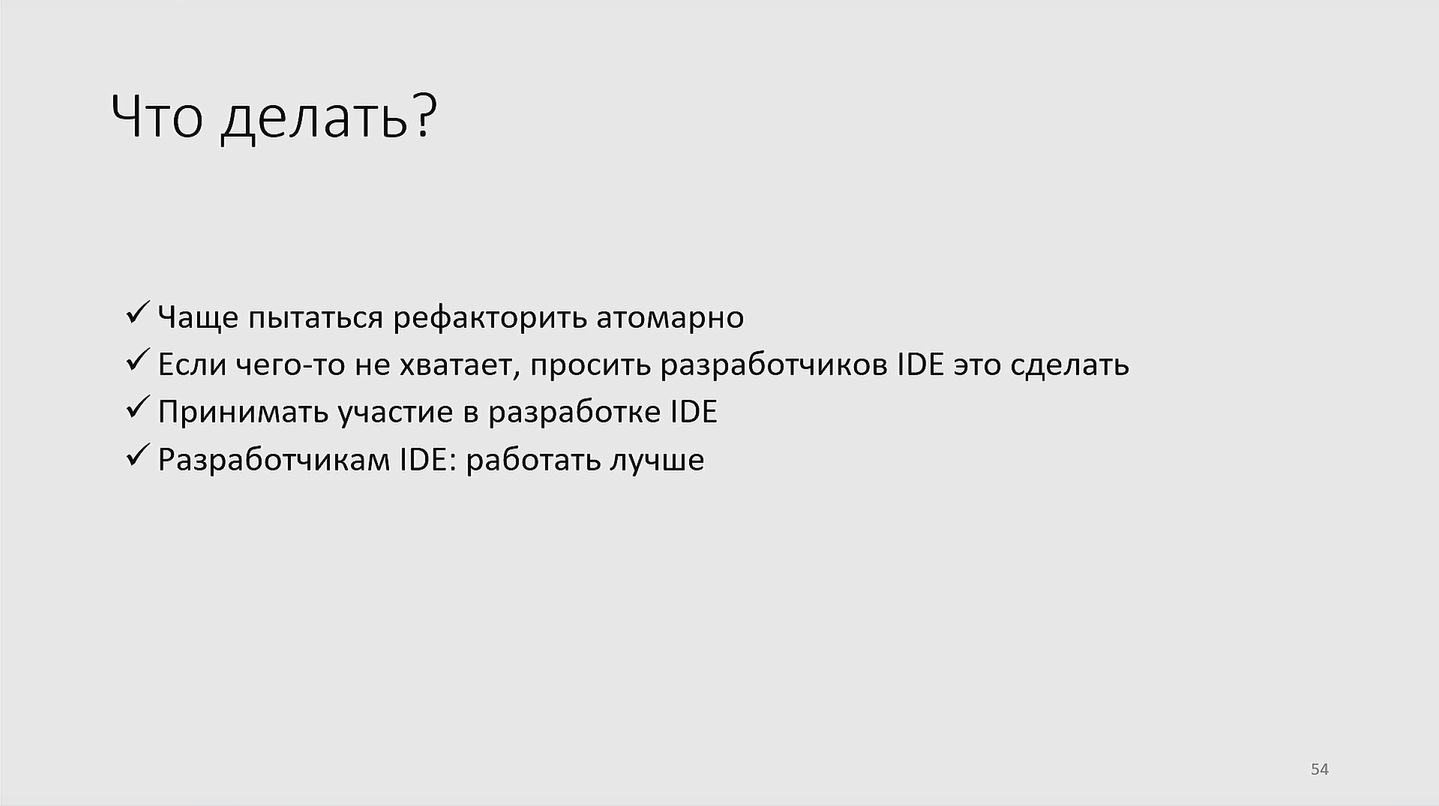 Что делать?
✓ Чаще пытаться рефакторить атомарно
✓ Если чего-то не хватает, просить разработчиков IDE это сделать
✓ Принимать участие в разработке IDE
✓ Разработчикам IDE: работать лучше
54